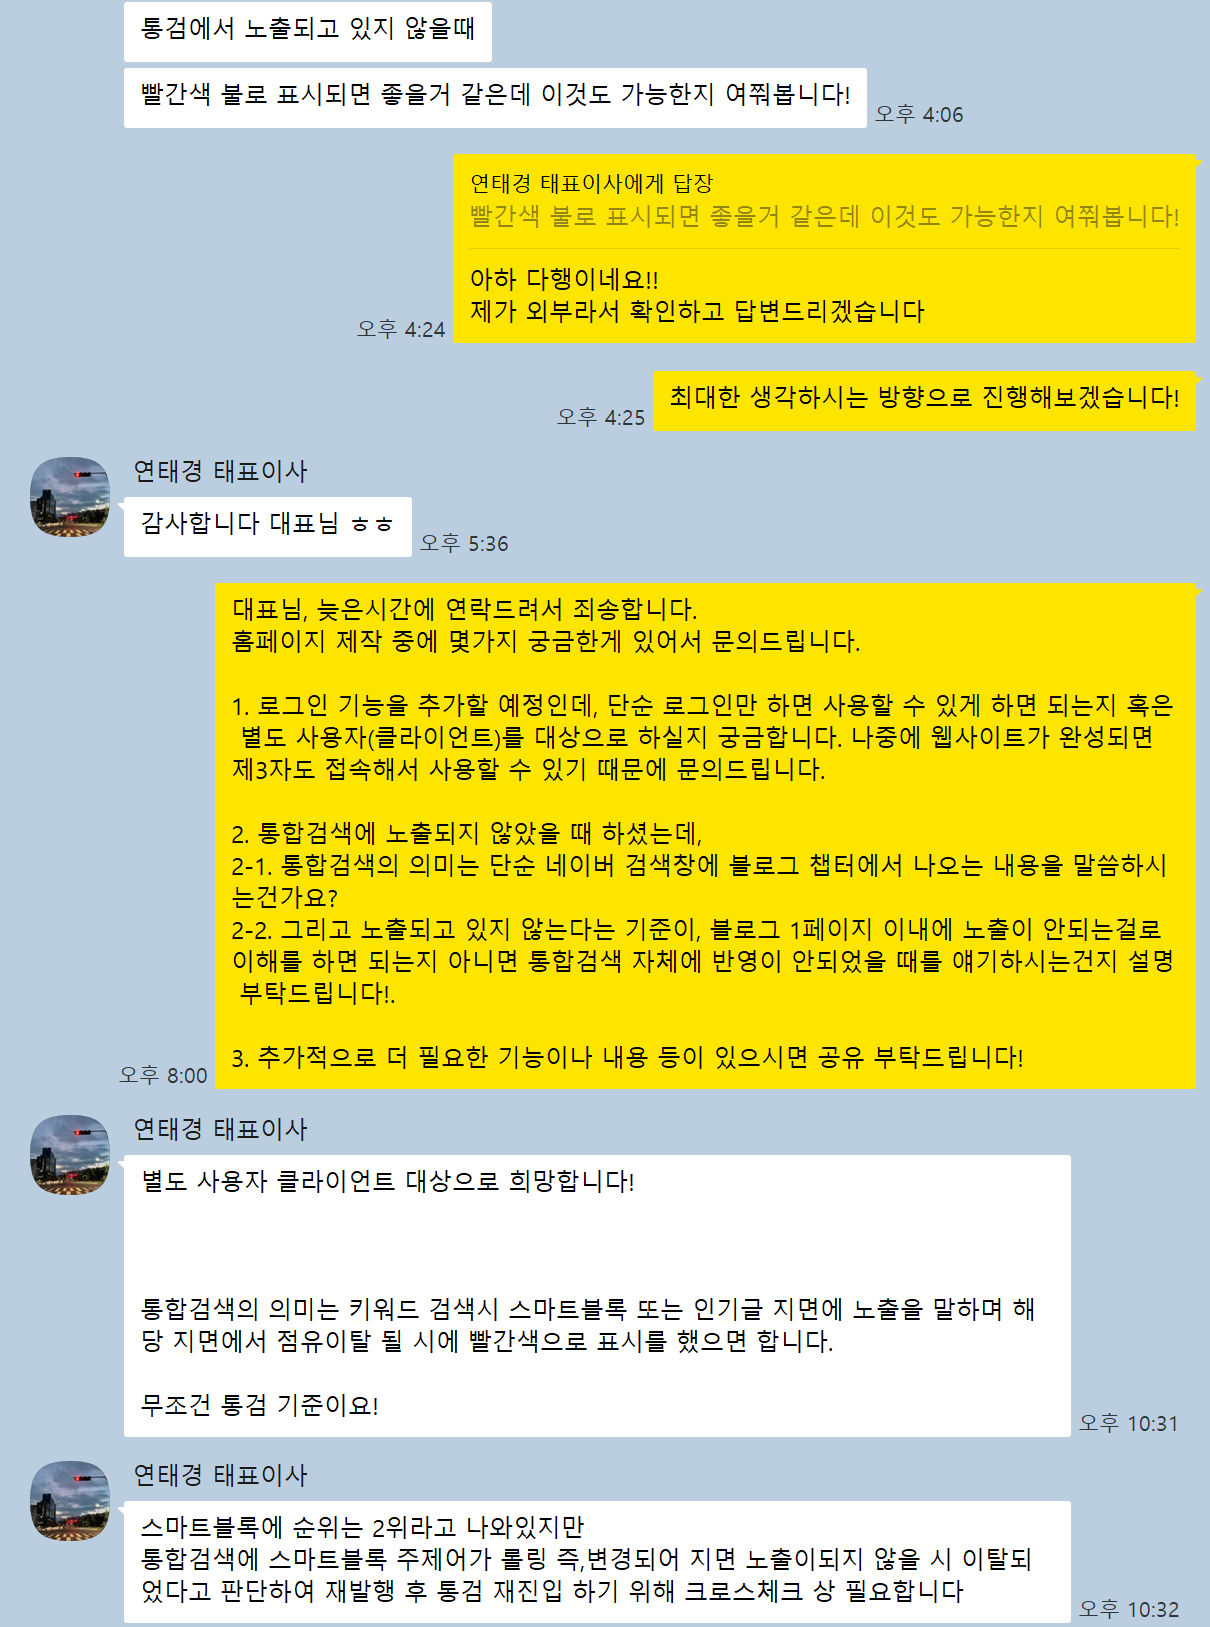 통검에서 노출되고 있지 않을때
빨간색 불로 표시되면 좋을거 같은데 이것도 가능한지 여쭤봅니다!
오후 4:06
연태경 태표이사에게 답장
빨간색 불로 표시되면 좋을거 같은데 이것도 가능한지 여쭤봅니다!
아하 다행이네요!!
제가 외부라서 확인하고 답변드리겠습니다
오후 4:24
최대한 생각하시는 방향으로 진행해보겠습니다!
오후 4:25
연태경 태표이사
감사합니다 대표님 ㅎㅎ
오후 5:36
대표님, 늦은시간에 연락드려서 죄송합니다.
홈페이지 제작 중에 몇가지 궁금한게 있어서 문의드립니다.
1. 로그인 기능을 추가할 예정인데, 단순 로그인만 하면 사용할 수 있게 하면 되는지 혹은
별도 사용자(클라이언트)를 대상으로 하실지 궁금합니다. 나중에 웹사이트가 완성되면
제3자도 접속해서 사용할 수 있기 때문에 문의드립니다.
2. 통합검색에 노출되지 않았을 때 하셨는데,
2-1. 통합검색의 의미는 단순 네이버 검색창에 블로그 챕터에서 나오는 내용을 말씀하시
는건가요?
2-2. 그리고 노출되고 있지 않는다는 기준이, 블로그 1페이지 이내에 노출이 안되는걸로
이해를 하면 되는지 아니면 통합검색 자체에 반영이 안되었을 때를 얘기하시는건지 설명
부탁드립니다!.
3. 추가적으로 더 필요한 기능이나 내용 등이 있으시면 공유 부탁드립니다!
오후 8:00
연태경 태표이사
별도 사용자 클라이언트 대상으로 희망합니다!
통합검색의 의미는 키워드 검색시 스마트블록 또는 인기글 지면에 노출을 말하며 해
당 지면에서 점유이탈 될 시에 빨간색으로 표시를 했으면 합니다.
무조건 통검 기준이요!
오후 10:31
연태경 태표이사
스마트블록에 순위는 2위라고 나와있지만
통합검색에 스마트블록 주제어가 롤링 즉,변경되어 지면 노출이되지 않을 시 이탈되
었다고 판단하여 재발행 후 통검 재진입 하기 위해 크로스체크 상 필요합니다
오후 10:32